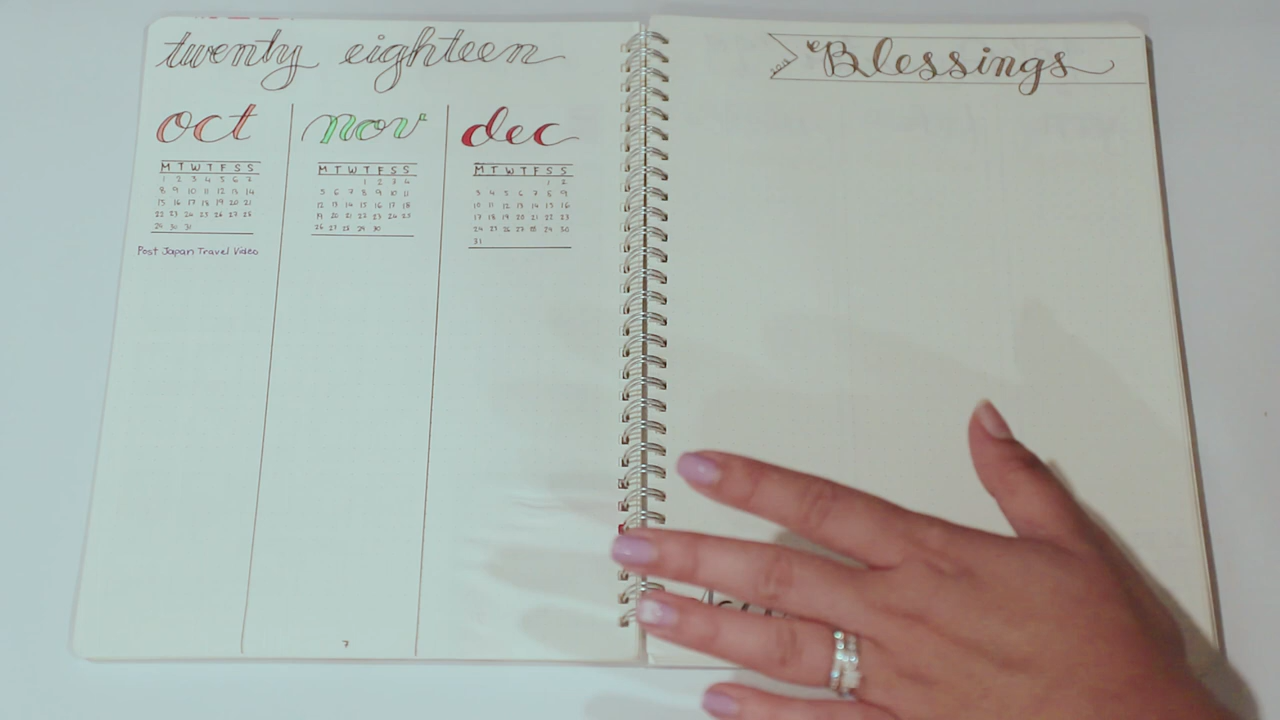 twenty eighteen
oct
M T W T F S S
1 2 3 4 5 6 7
8 9 10 11 12 13 14
15 16 17 18 19 20 21
22 23 24 25 26 27 28
29 30 31
Post Japan Travel Video
nov
M T W T F S S
1 2 3 4
5 6 7 8 9 10 11
12 13 14 15 16 17 18
19 20 21 22 23 24 25
26 27 28 29 30
dec
M T W T F S S
1 2
3 4 5 6 7 8 9
10 11 12 13 14 15 16
17 18 19 20 21 22 23
24 25 26 27 28 29 30
31
7
Blessings